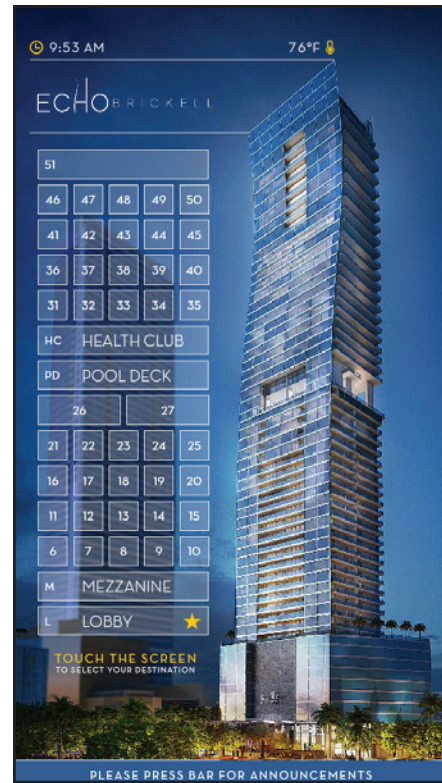 9:53 AM 76°F
ECHO BRICKELL
51
46 47 48 49 50
41 42 43 44 45
36 37 38 39 40
31 32 33 34 35
HC HEALTH CLUB
PD POOL DECK
26 27
21 22 23 24 25
16 17 18 19 20
11 12 13 14 15
6 7 8 9 10
M MEZZANINE
L LOBBY
TOUCH THE SCREEN
TO SELECT YOUR DESTINATION
PLEASE PRESS BAR FOR ANNOUNCEMENTS